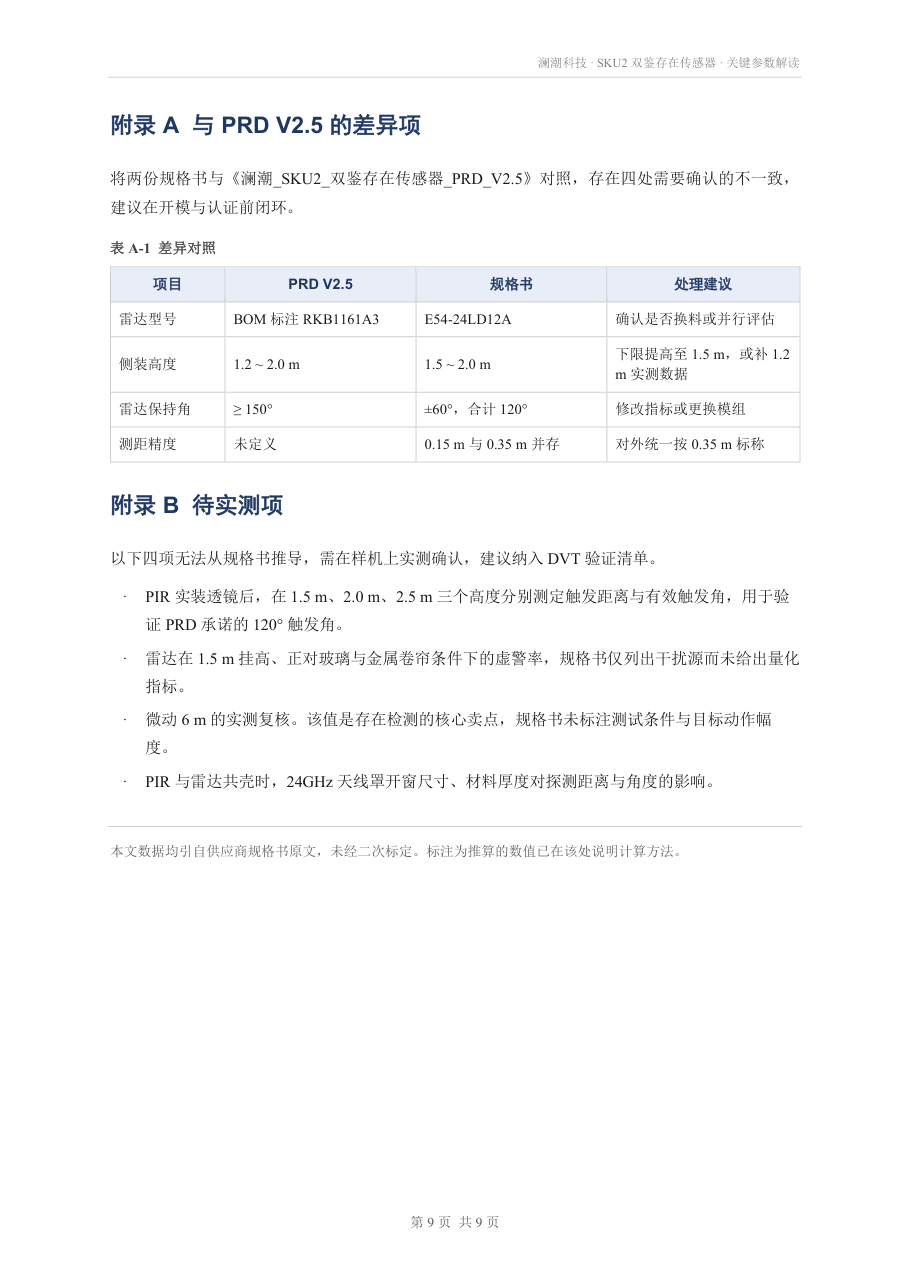 澜潮科技 · SKU2 双鉴存在传感器 · 关键参数解读
附录 A 与 PRD V2.5 的差异项
将两份规格书与《澜潮_SKU2_双鉴存在传感器_PRD_V2.5》对照，存在四处需要确认的不一致，
建议在开模与认证前闭环。
表 A-1 差异对照
项目 PRD V2.5 规格书 处理建议
雷达型号 BOM 标注 RKB1161A3 E54-24LD12A 确认是否换料或并行评估
侧装高度 1.2 ~ 2.0 m 1.5 ~ 2.0 m 下限提高至 1.5 m，或补 1.2
m 实测数据
雷达保持角 ≥ 150° ±60°，合计 120° 修改指标或更换模组
测距精度 未定义 0.15 m 与 0.35 m 并存 对外统一按 0.35 m 标称
附录 B 待实测项
以下四项无法从规格书推导，需在样机上实测确认，建议纳入 DVT 验证清单。
· PIR 实装透镜后，在 1.5 m、2.0 m、2.5 m 三个高度分别测定触发距离与有效触发角，用于验
证 PRD 承诺的 120° 触发角。
· 雷达在 1.5 m 挂高、正对玻璃与金属卷帘条件下的虚警率，规格书仅列出干扰源而未给出量化
指标。
· 微动 6 m 的实测复核。该值是存在检测的核心卖点，规格书未标注测试条件与目标动作幅
度。
· PIR 与雷达共壳时，24GHz 天线罩开窗尺寸、材料厚度对探测距离与角度的影响。
本文数据均引自供应商规格书原文，未经二次标定。标注为推算的数值已在该处说明计算方法。
第 9 页 共 9 页